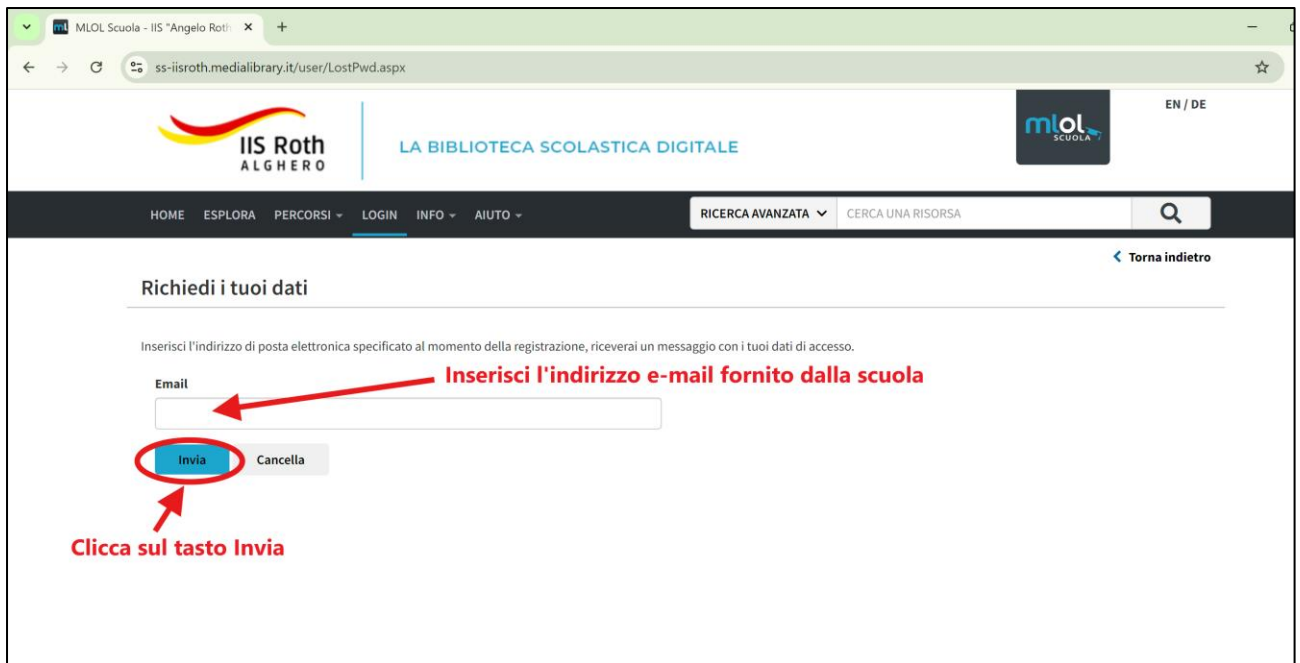 MLOL Scuola - IIS "Angelo Roth
ss-iisroth.medialibrary.it/user/LostPwd.aspx
IIS Roth
ALGHERO
LA BIBLIOTECA SCOLASTICA DIGITALE
mlol
SCUOLA
EN / DE
HOME ESPLORA PERCORSI LOGIN INFO AIUTO RICERCA AVANZATA CERCA UNA RISORSA
Torna indietro
Richiedi i tuoi dati
Inserisci l'indirizzo di posta elettronica specificato al momento della registrazione, riceverai un messaggio con i tuoi dati di accesso.
Inserisci l'indirizzo e-mail fornito dalla scuola
Email
Invia Cancella
Clicca sul tasto Invia